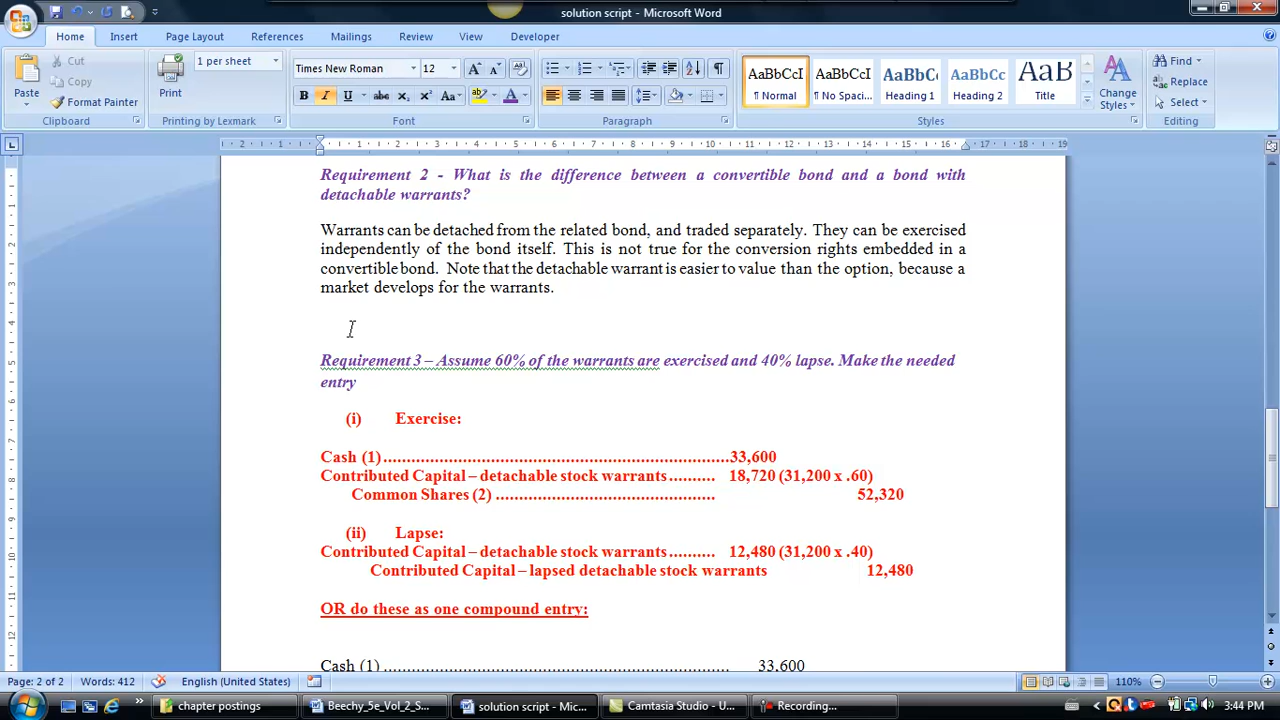 solution script - Microsoft Word
Home Insert Page Layout References Mailings Review View Developer
Paste Cut Copy Format Painter Clipboard
Print 1 per sheet Printing by Lexmark
Times New Roman 12 Font
Paragraph
AaBbCcI AaBbCcI AaBbC AaBbCc AaB
¶ Normal ¶ No Spaci... Heading 1 Heading 2 Title
Change Styles Styles
Find Replace Select Editing
Requirement 2 - What is the difference between a convertible bond and a bond with
detachable warrants?
Warrants can be detached from the related bond, and traded separately. They can be exercised
independently of the bond itself. This is not true for the conversion rights embedded in a
convertible bond. Note that the detachable warrant is easier to value than the option, because a
market develops for the warrants.
Requirement 3 – Assume 60% of the warrants are exercised and 40% lapse. Make the needed
entry
(i) Exercise:
Cash (1) ........................................................................................33,600
Contributed Capital – detachable stock warrants .......... 18,720 (31,200 x .60)
Common Shares (2) ....................................................... 52,320
(ii) Lapse:
Contributed Capital – detachable stock warrants .......... 12,480 (31,200 x .40)
Contributed Capital – lapsed detachable stock warrants 12,480
OR do these as one compound entry:
Cash (1) ..................................................................................... 33,600
Page: 2 of 2 Words: 412 English (United States) 110%
chapter postings Beechy_5e_Vol_2_S... solution script - Mic... Camtasia Studio - U... Recording... 3:44 PM